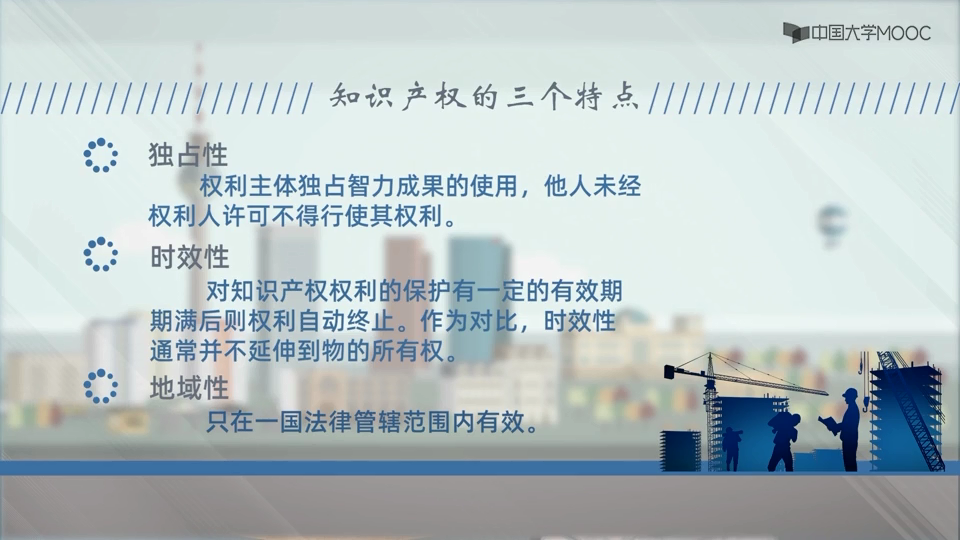 中国大学MOOC
知识产权的三个特点
独占性
权利主体独占智力成果的使用，他人未经
权利人许可不得行使其权利。
时效性
对知识产权权利的保护有一定的有效期
期满后则权利自动终止。作为对比，时效性
通常并不延伸到物的所有权。
地域性
只在一国法律管辖范围内有效。